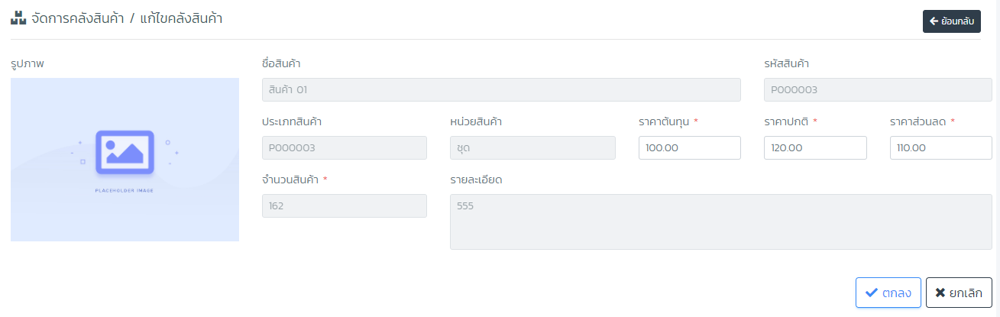 จัดการคลังสินค้า / แก้ไขคลังสินค้า
ย้อนกลับ
รูปภาพ
PLACEHOLDER IMAGE
ชื่อสินค้า
สินค้า 01
รหัสสินค้า
P000003
ประเภทสินค้า
P000003
หน่วยสินค้า
ชุด
ราคาต้นทุน *
100.00
ราคาปกติ *
120.00
ราคาส่วนลด *
110.00
จำนวนสินค้า *
162
รายละเอียด
555
ตกลง
ยกเลิก